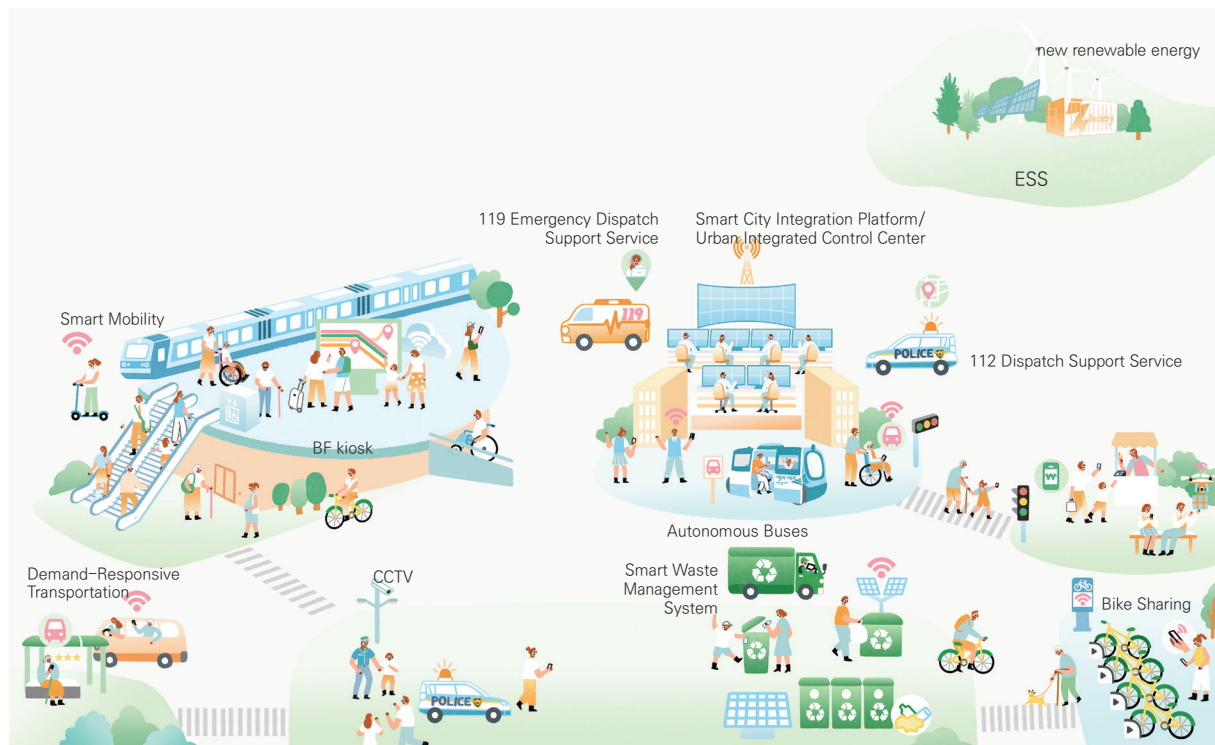 new renewable energy
ESS
119 Emergency Dispatch
Support Service
Smart City Integration Platform/
Urban Integrated Control Center
119
Smart Mobility
POLICE
112 Dispatch Support Service
BF kiosk
Autonomous Buses
Demand-Responsive
Transportation
CCTV
Smart Waste
Management
System
Bike Sharing
POLICE